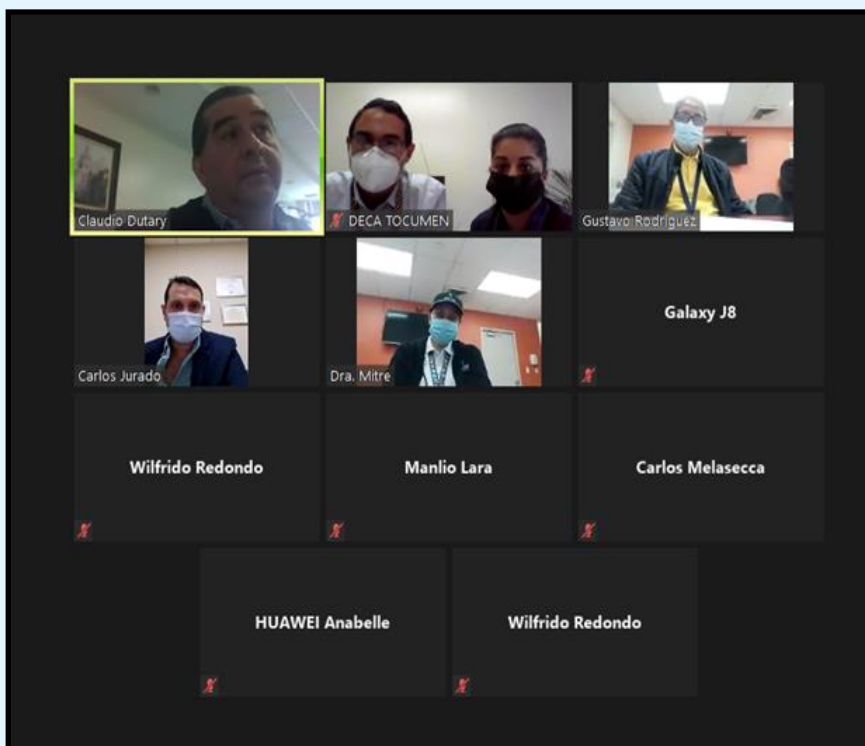 Claudio Dutary
DECA TOCUMEN
Gustavo Rodriguez
Carlos Jurado
Dra. Mitre
Galaxy J8
Wilfrido Redondo
Manlio Lara
Carlos Melasecca
HUAWEI Anabelle
Wilfrido Redondo